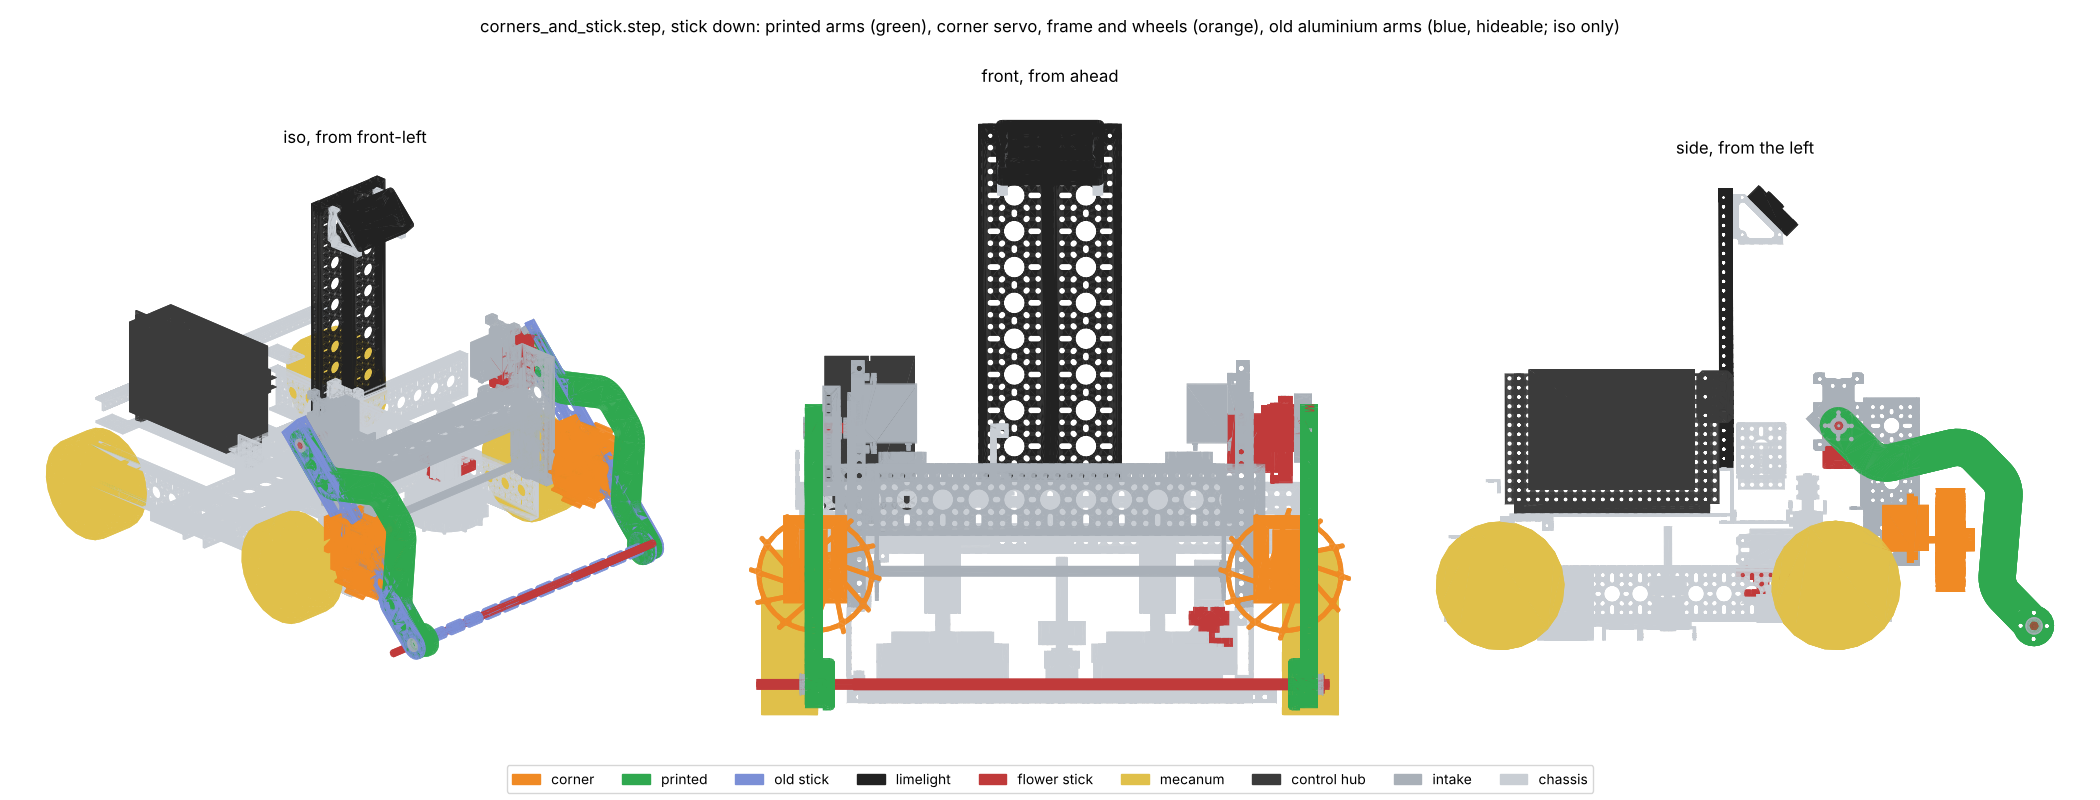 corners_and_stick.step, stick down: printed arms (green), corner servo, frame and wheels (orange), old aluminium arms (blue, hideable; iso only)
front, from ahead
iso, from front-left
side, from the left
corner printed old stick limelight flower stick mecanum control hub intake chassis